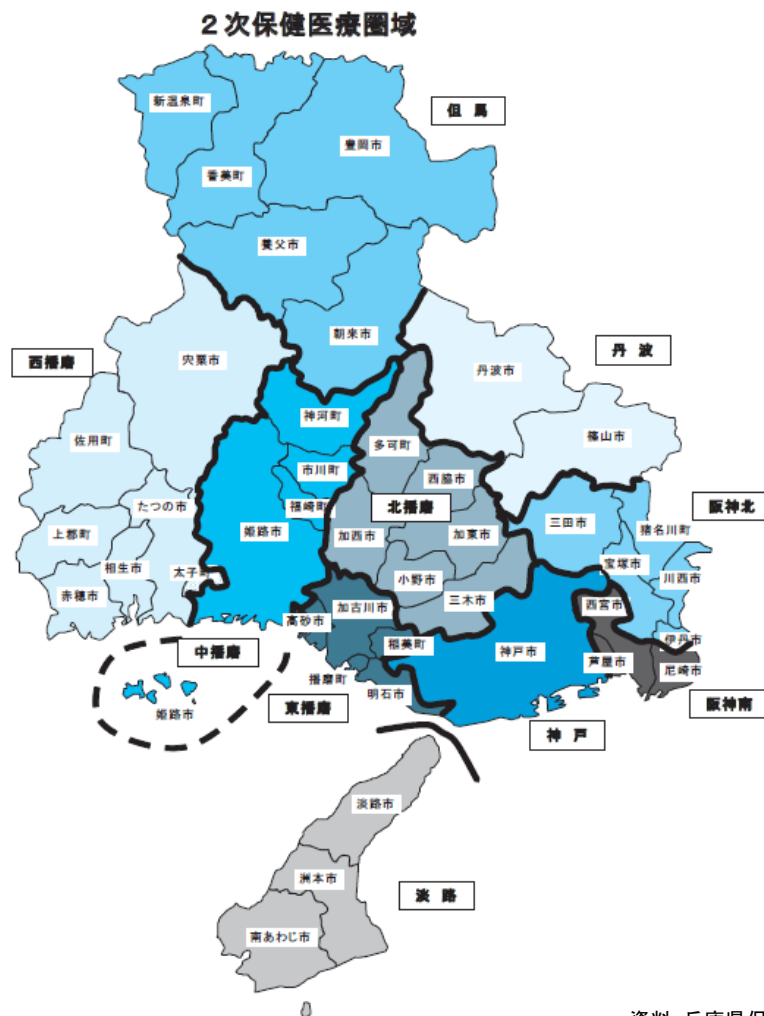 ２次保健医療圏域
新温泉町
但 馬
豊岡市
香美町
養父市
朝来市
宍粟市
丹 波
西播磨
丹波市
神河町
佐用町
多可町
篠山市
市川町
西脇市
たつの市
福崎町
北播磨
阪神北
三田市
猪名川町
上郡町
姫路市
加西市
加東市
相生市
宝塚市
太子町
小野市
川西市
赤穂市
三木市
高砂市
加古川市
西宮市
稲美町
神戸市
伊丹市
中播磨
芦屋市
尼崎市
播磨町
明石市
姫路市
東播磨
阪神南
神 戸
淡路市
洲本市
淡 路
南あわじ市